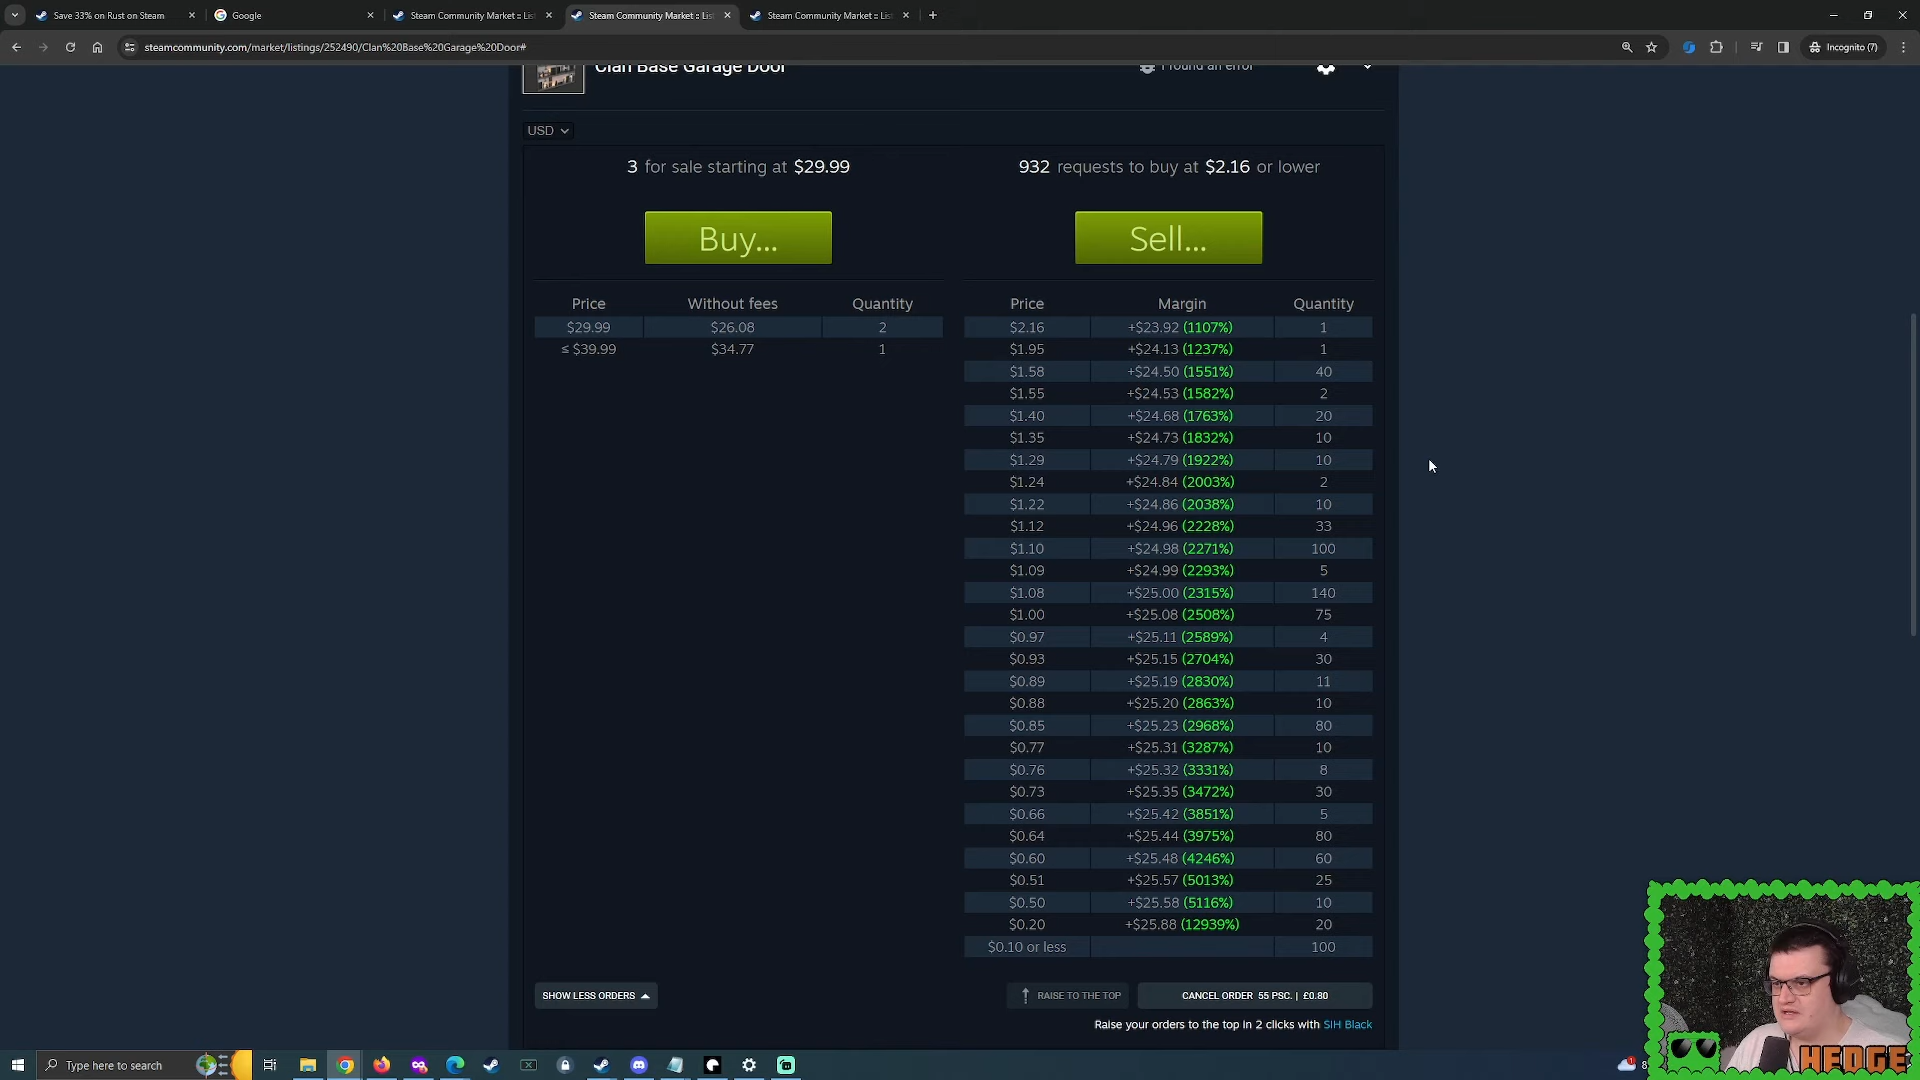 Save 33% on Rust on Steam
Google
Steam Community Market :: List
Steam Community Market :: List
Steam Community Market :: List
steamcommunity.com/market/listings/252490/Clan%20Base%20Garage%20Door#
Incognito (7)
Clan Base Garage Door
I found an error
USD
3 for sale starting at $29.99
932 requests to buy at $2.16 or lower
Buy...
Sell...
Price Without fees Quantity
$29.99 $26.08 2
≤ $39.99 $34.77 1
Price Margin Quantity
$2.16 +$23.92 (1107%) 1
$1.95 +$24.13 (1237%) 1
$1.58 +$24.50 (1551%) 40
$1.55 +$24.53 (1582%) 2
$1.40 +$24.68 (1763%) 20
$1.35 +$24.73 (1832%) 10
$1.29 +$24.79 (1922%) 10
$1.24 +$24.84 (2003%) 2
$1.22 +$24.86 (2038%) 10
$1.12 +$24.96 (2228%) 33
$1.10 +$24.98 (2271%) 100
$1.09 +$24.99 (2293%) 5
$1.08 +$25.00 (2315%) 140
$1.00 +$25.08 (2508%) 75
$0.97 +$25.11 (2589%) 4
$0.93 +$25.15 (2704%) 30
$0.89 +$25.19 (2830%) 11
$0.88 +$25.20 (2863%) 10
$0.85 +$25.23 (2968%) 80
$0.77 +$25.31 (3287%) 10
$0.76 +$25.32 (3331%) 8
$0.73 +$25.35 (3472%) 30
$0.66 +$25.42 (3851%) 5
$0.64 +$25.44 (3975%) 80
$0.60 +$25.48 (4246%) 60
$0.51 +$25.57 (5013%) 25
$0.50 +$25.58 (5116%) 10
$0.20 +$25.88 (12939%) 20
$0.10 or less 100
SHOW LESS ORDERS
RAISE TO THE TOP
CANCEL ORDER 55 PSC. | £0.80
Raise your orders to the top in 2 clicks with SIH Black
Type here to search
1
8
HEDGE